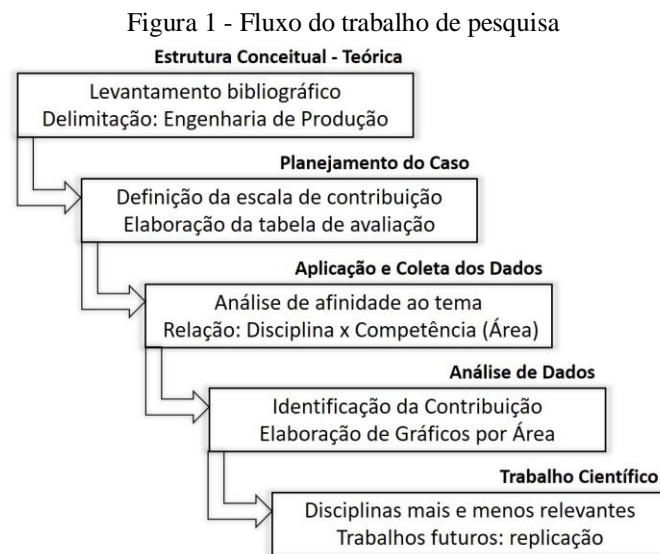 Figura 1 - Fluxo do trabalho de pesquisa
Estrutura Conceitual - Teórica
Levantamento bibliográfico
Delimitação: Engenharia de Produção
Planejamento do Caso
Definição da escala de contribuição
Elaboração da tabela de avaliação
Aplicação e Coleta dos Dados
Análise de afinidade ao tema
Relação: Disciplina x Competência (Área)
Análise de Dados
Identificação da Contribuição
Elaboração de Gráficos por Área
Trabalho Científico
Disciplinas mais e menos relevantes
Trabalhos futuros: replicação